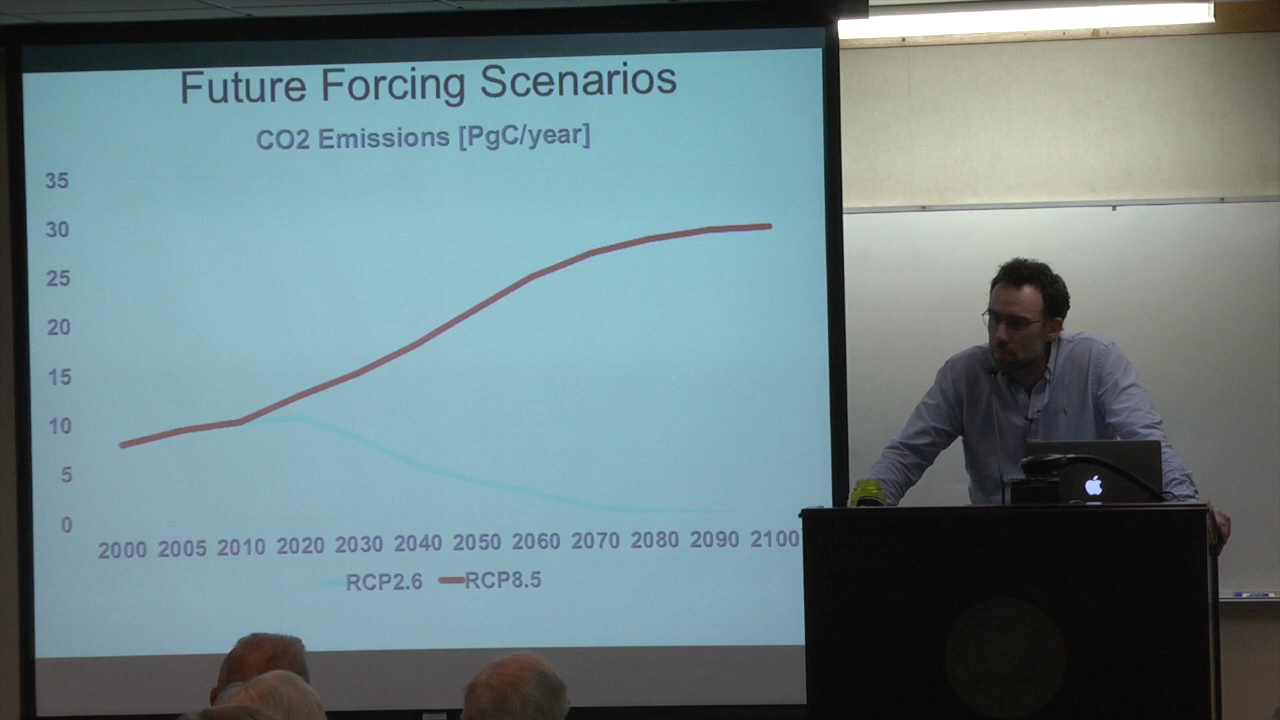 Future Forcing Scenarios
CO2 Emissions [PgC/year]
35
30
25
20
15
10
5
0
2000 2005 2010 2020 2030 2040 2050 2060 2070 2080 2090 2100
RCP2.6 RCP8.5